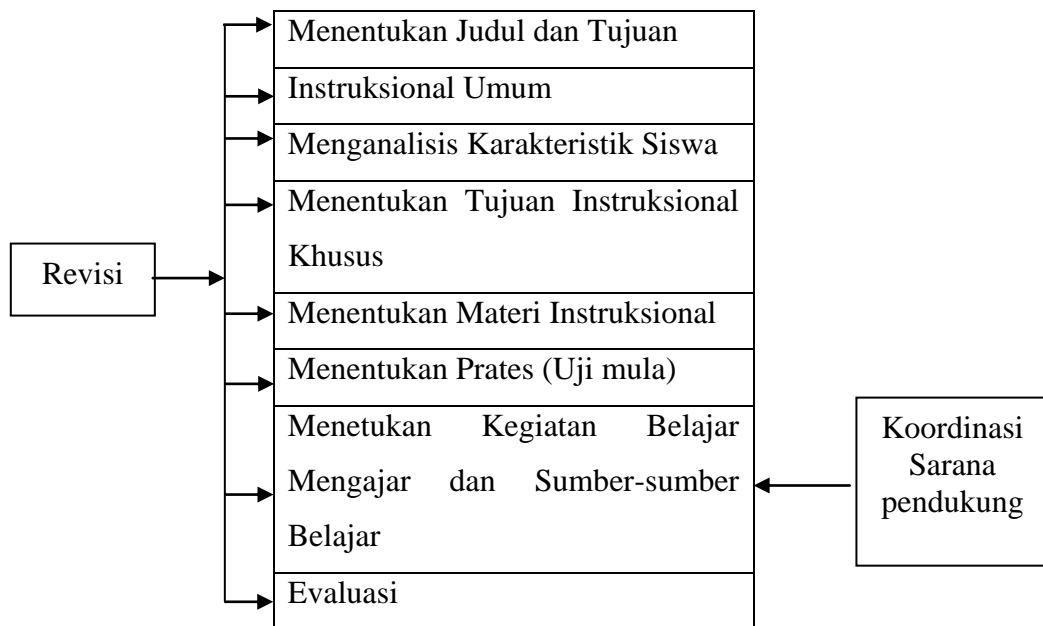 Menentukan Judul dan Tujuan
Instruksional Umum
Menganalisis Karakteristik Siswa
Menentukan Tujuan Instruksional
Khusus
Revisi
Menentukan Materi Instruksional
Menentukan Prates (Uji mula)
Menetukan Kegiatan Belajar
Mengajar dan Sumber-sumber
Belajar
Koordinasi
Sarana
pendukung
Evaluasi